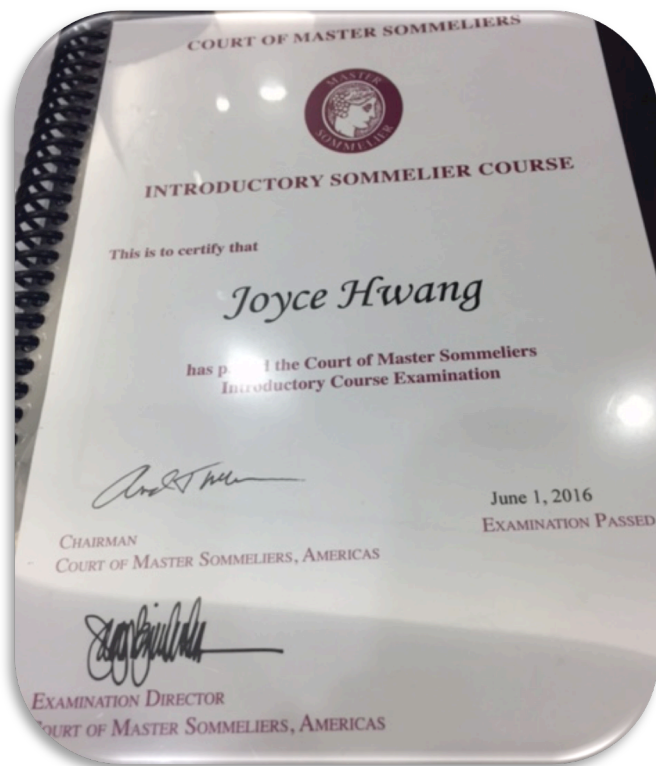 COURT OF MASTER SOMMELIERS
MASTER
SOMMELIER
INTRODUCTORY SOMMELIER COURSE
This is to certify that
Joyce Hwang
has the Court of Master Sommeliers
Introductory Course Examination
June 1, 2016
EXAMINATION PASSED
CHAIRMAN
COURT OF MASTER SOMMELIERS, AMERICAS
EXAMINATION DIRECTOR
COURT OF MASTER SOMMELIERS, AMERICAS